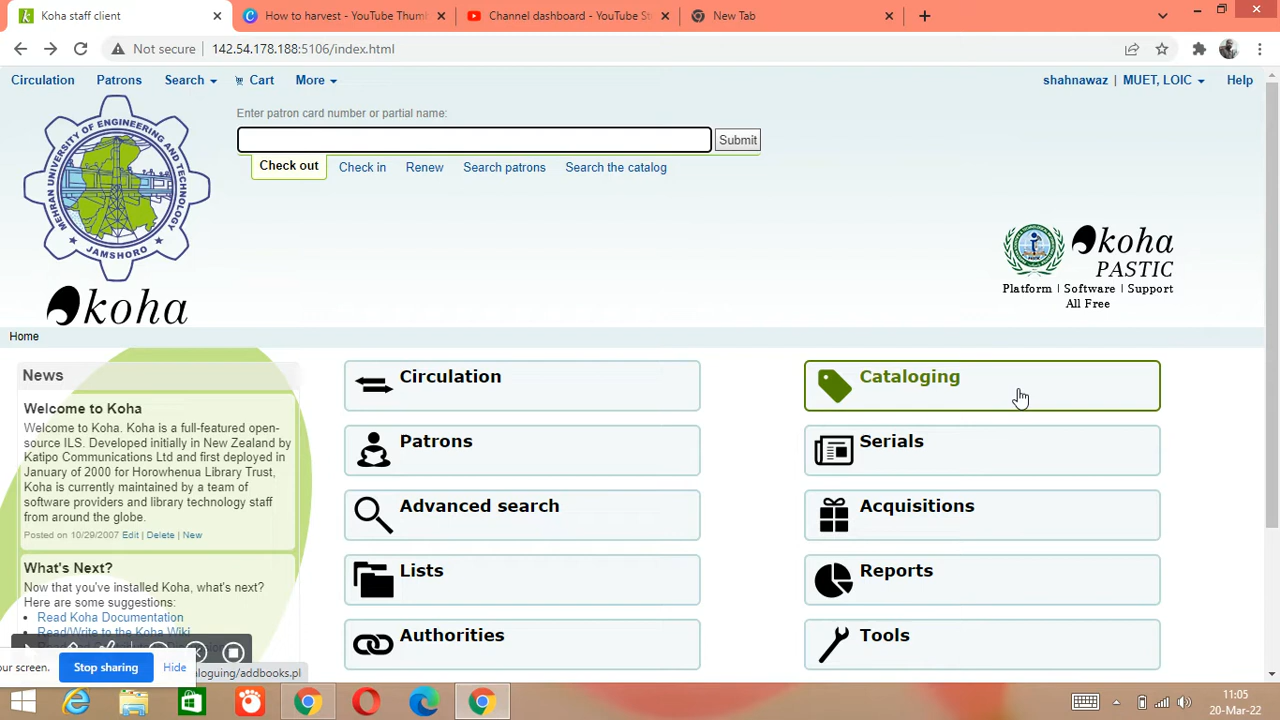 Koha staff client
How to harvest - YouTube Thumb
Channel dashboard - YouTube St
New Tab
Not secure
142.54.178.188:5106/index.html
Circulation
Patrons
Search
Cart
More
shahnawaz | MUET, LOIC
Help
Enter patron card number or partial name:
Submit
Check out
Check in
Renew
Search patrons
Search the catalog
MEHRAN UNIVERSITY OF ENGINEERING AND TECHNOLOGY
JAMSHORO
koha
koha
PASTIC
Platform | Software | Support
All Free
Home
News
Welcome to Koha
Welcome to Koha. Koha is a full-featured open-
source ILS. Developed initially in New Zealand by
Katipo Communications Ltd and first deployed in
January of 2000 for Horowhenua Library Trust,
Koha is currently maintained by a team of
software providers and library technology staff
from around the globe.
Posted on 10/29/2007 Edit | Delete | New
What's Next?
Now that you've installed Koha, what's next?
Here are some suggestions:
Read Koha Documentation
Read/Write to the Koha Wiki
Circulation
Cataloging
Patrons
Serials
Advanced search
Acquisitions
Lists
Reports
Authorities
Tools
our screen.
Stop sharing
Hide
aloguing/addbooks.pl
11:05
20-Mar-22